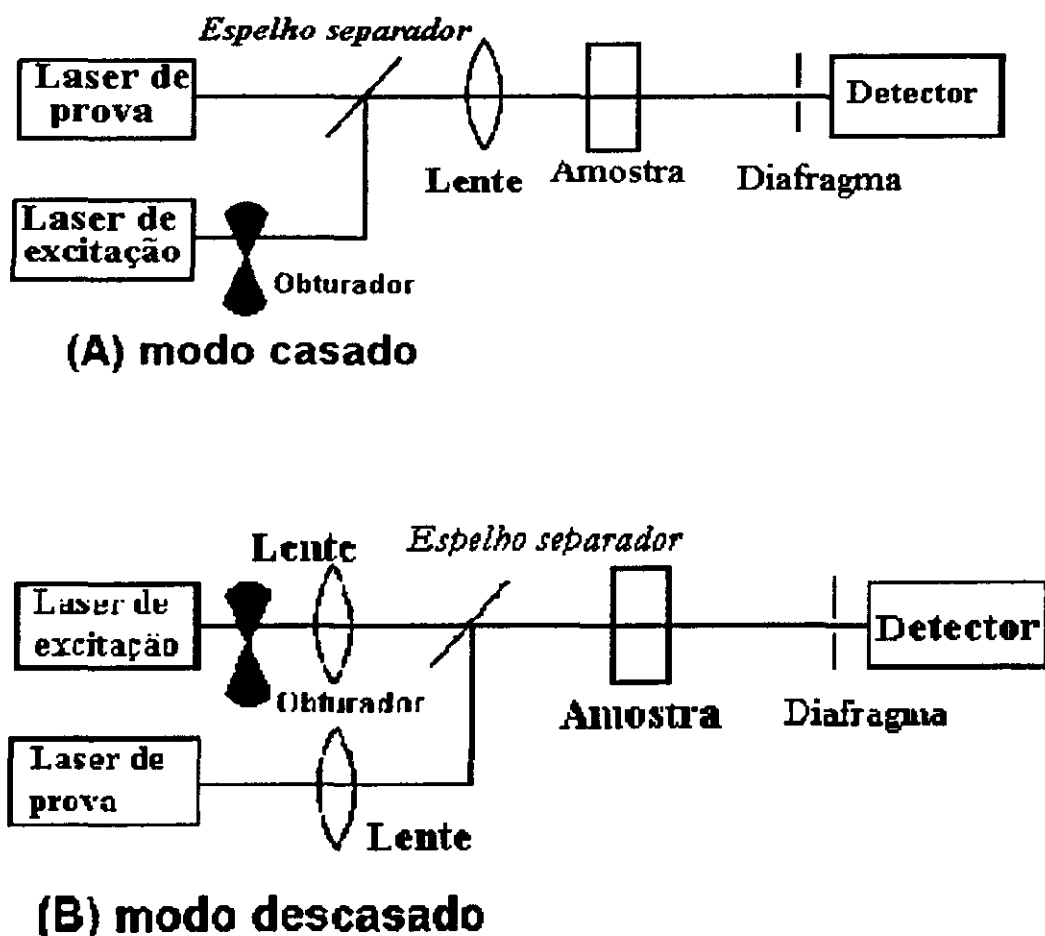 Espelho separador
Laser de
prova
Lente
Amostra
Diafragma
Detector
Laser de
excitação
Obturador
(A) modo casado
Lente
Espelho separador
Laser de
excitação
Obturador
Amostra
Diafragma
Detector
Laser de
prova
Lente
(B) modo descasado